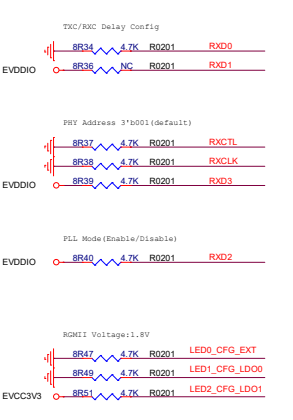 TXC/RXC Delay Config
8R34 4.7K R0201 RXD0
EVDDIO 8R36 NC R0201 RXD1
PHY Address 3'b001(default)
8R37 4.7K R0201 RXCTL
8R38 4.7K R0201 RXCLK
EVDDIO 8R39 4.7K R0201 RXD3
PLL Mode(Enable/Disable)
EVDDIO 8R40 4.7K R0201 RXD2
RGMII Voltage:1.8V
8R47 4.7K R0201 LED0_CFG_EXT
8R49 4.7K R0201 LED1_CFG_LDO0
EVCC3V3 8R51 4.7K R0201 LED2_CFG_LDO1